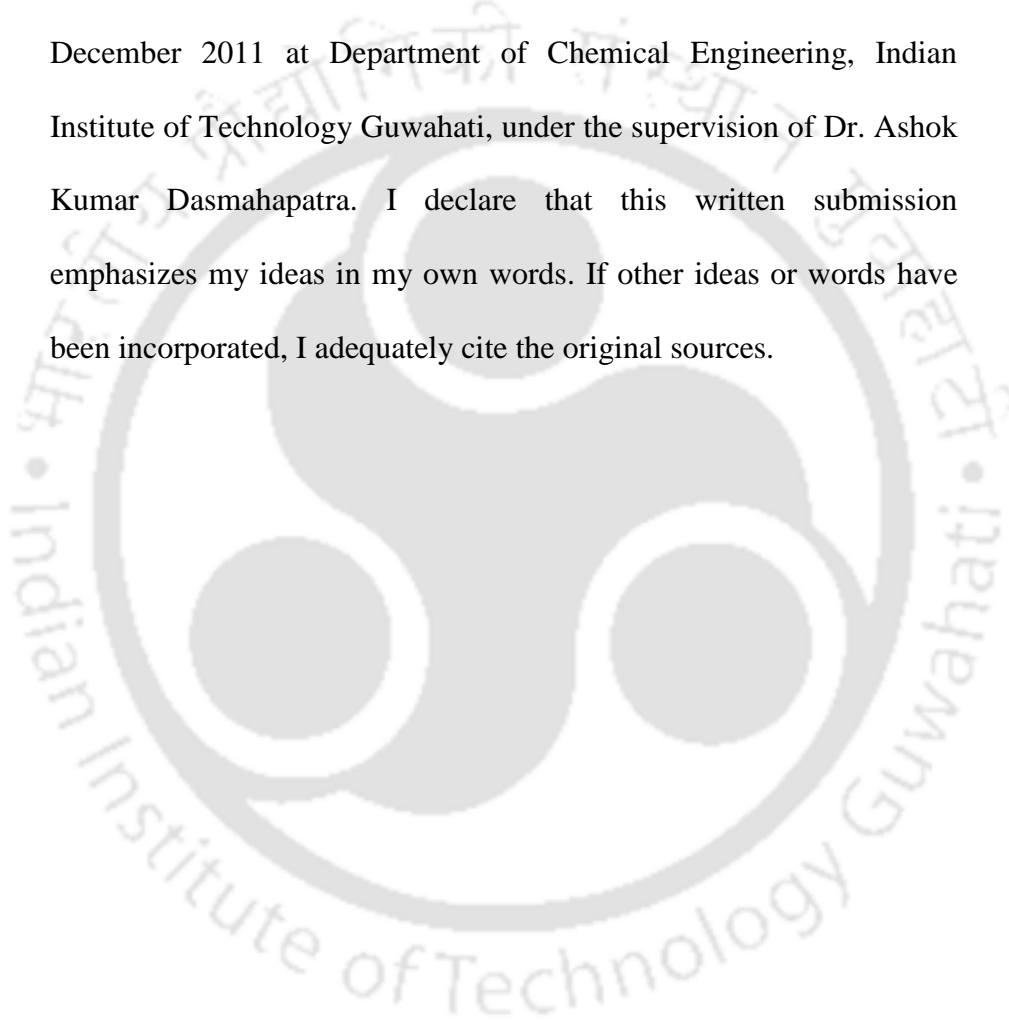 December 2011 at Department of Chemical Engineering, Indian
Institute of Technology Guwahati, under the supervision of Dr. Ashok
Kumar Dasmahapatra. I declare that this written submission
emphasizes my ideas in my own words. If other ideas or words have
been incorporated, I adequately cite the original sources.
भारतीय प्रौद्योगिकी संस्थान गुवाहाटी
• Indian Institute of Technology Guwahati •